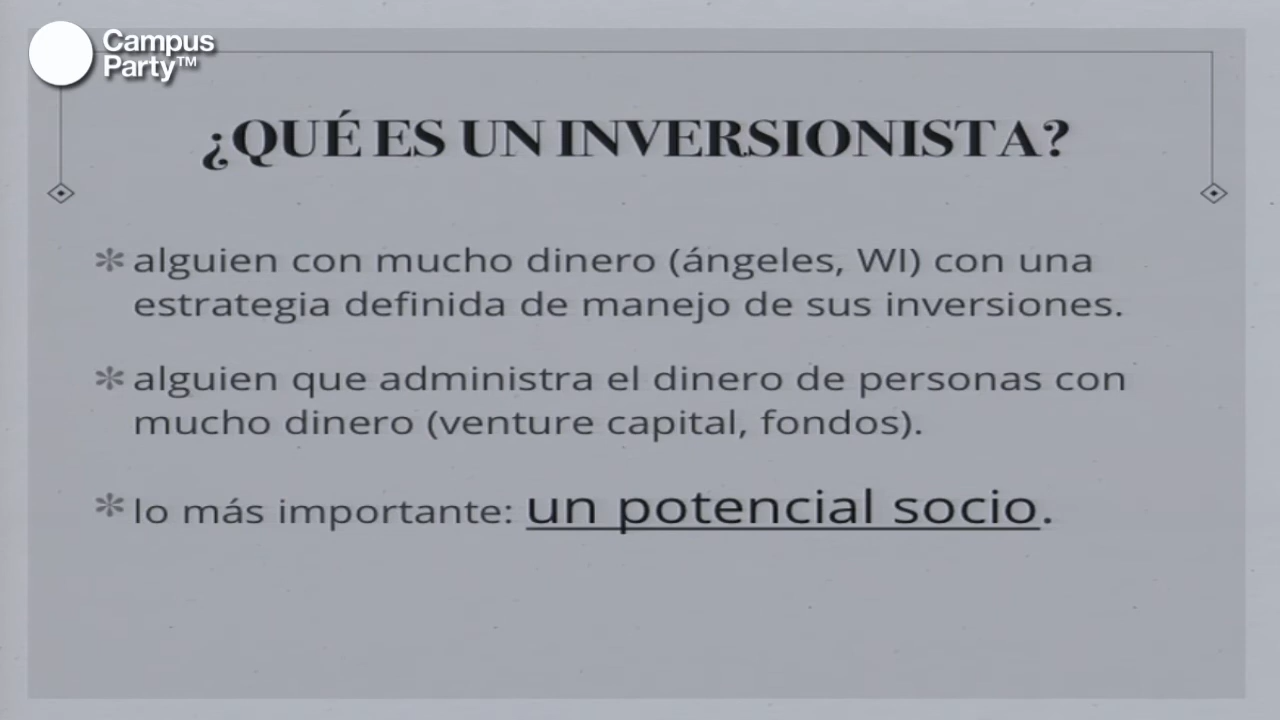 Campus
Party™
¿QUÉ ES UN INVERSIONISTA?
* alguien con mucho dinero (ángeles, WI) con una
estrategia definida de manejo de sus inversiones.
* alguien que administra el dinero de personas con
mucho dinero (venture capital, fondos).
* lo más importante: un potencial socio.